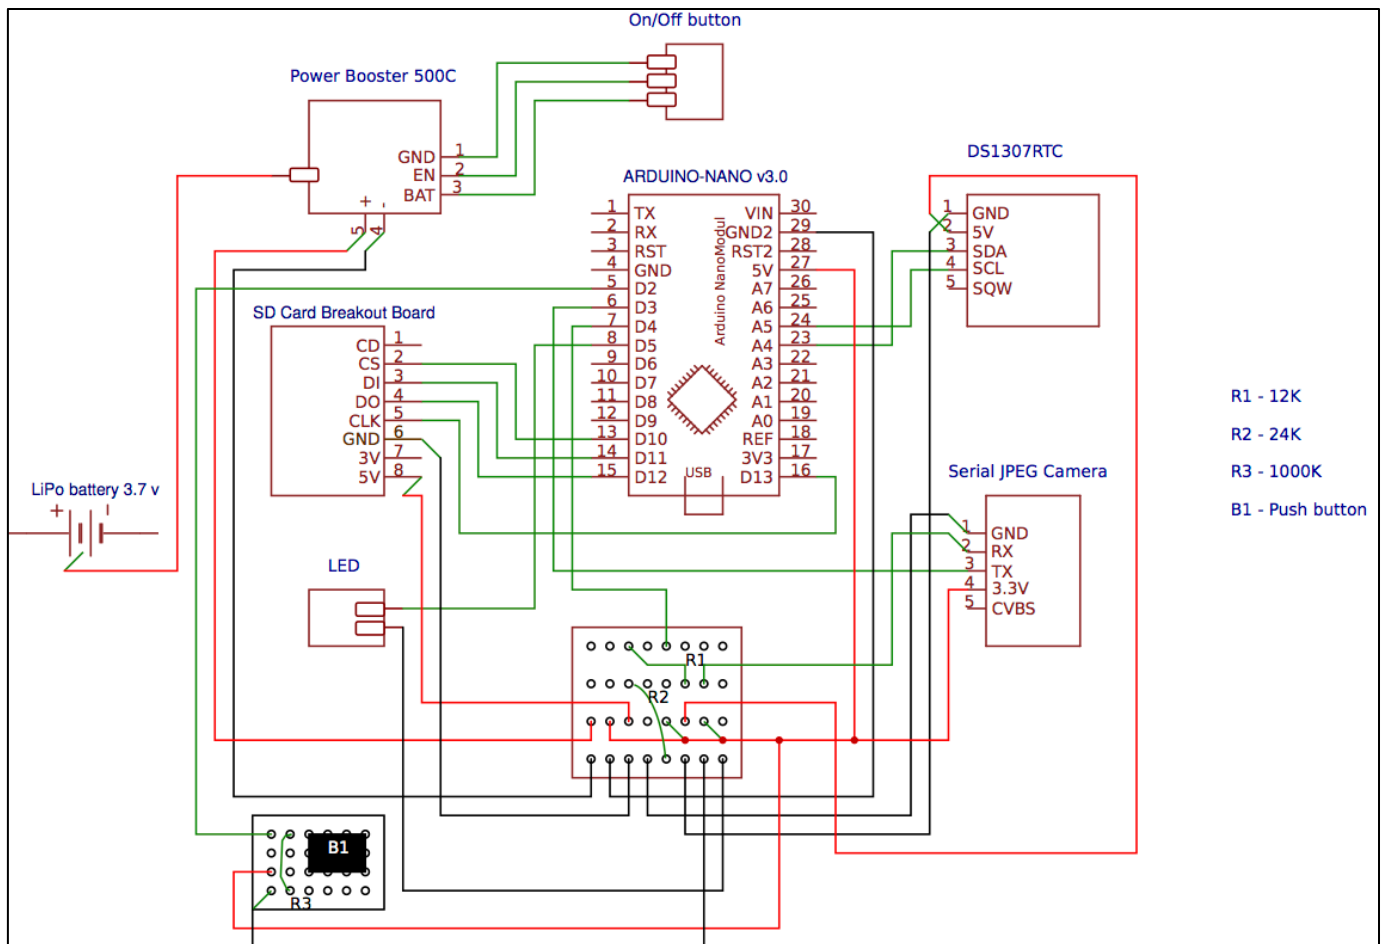 On/Off button
Power Booster 500C
GND 1
EN 2
BAT 3
+ -
5 4
DS1307RTC
1 GND
2 5V
3 SDA
4 SCL
5 SQW
ARDUINO-NANO v3.0
Arduino NanoModul
1 TX VIN 30
2 RX GND2 29
3 RST RST2 28
4 GND 5V 27
5 D2 A7 26
6 D3 A6 25
7 D4 A5 24
8 D5 A4 23
9 D6 A3 22
10 D7 A2 21
11 D8 A1 20
12 D9 A0 19
13 D10 REF 18
14 D11 3V3 17
15 D12 D13 16
USB
SD Card Breakout Board
CD 1
CS 2
DI 3
DO 4
CLK 5
GND 6
3V 7
5V 8
R1 - 12K
R2 - 24K
R3 - 1000K
B1 - Push button
LiPo battery 3.7 v
+ -
Serial JPEG Camera
1 GND
2 RX
3 TX
4 3.3V
5 CVBS
LED
R1
R2
B1
R3